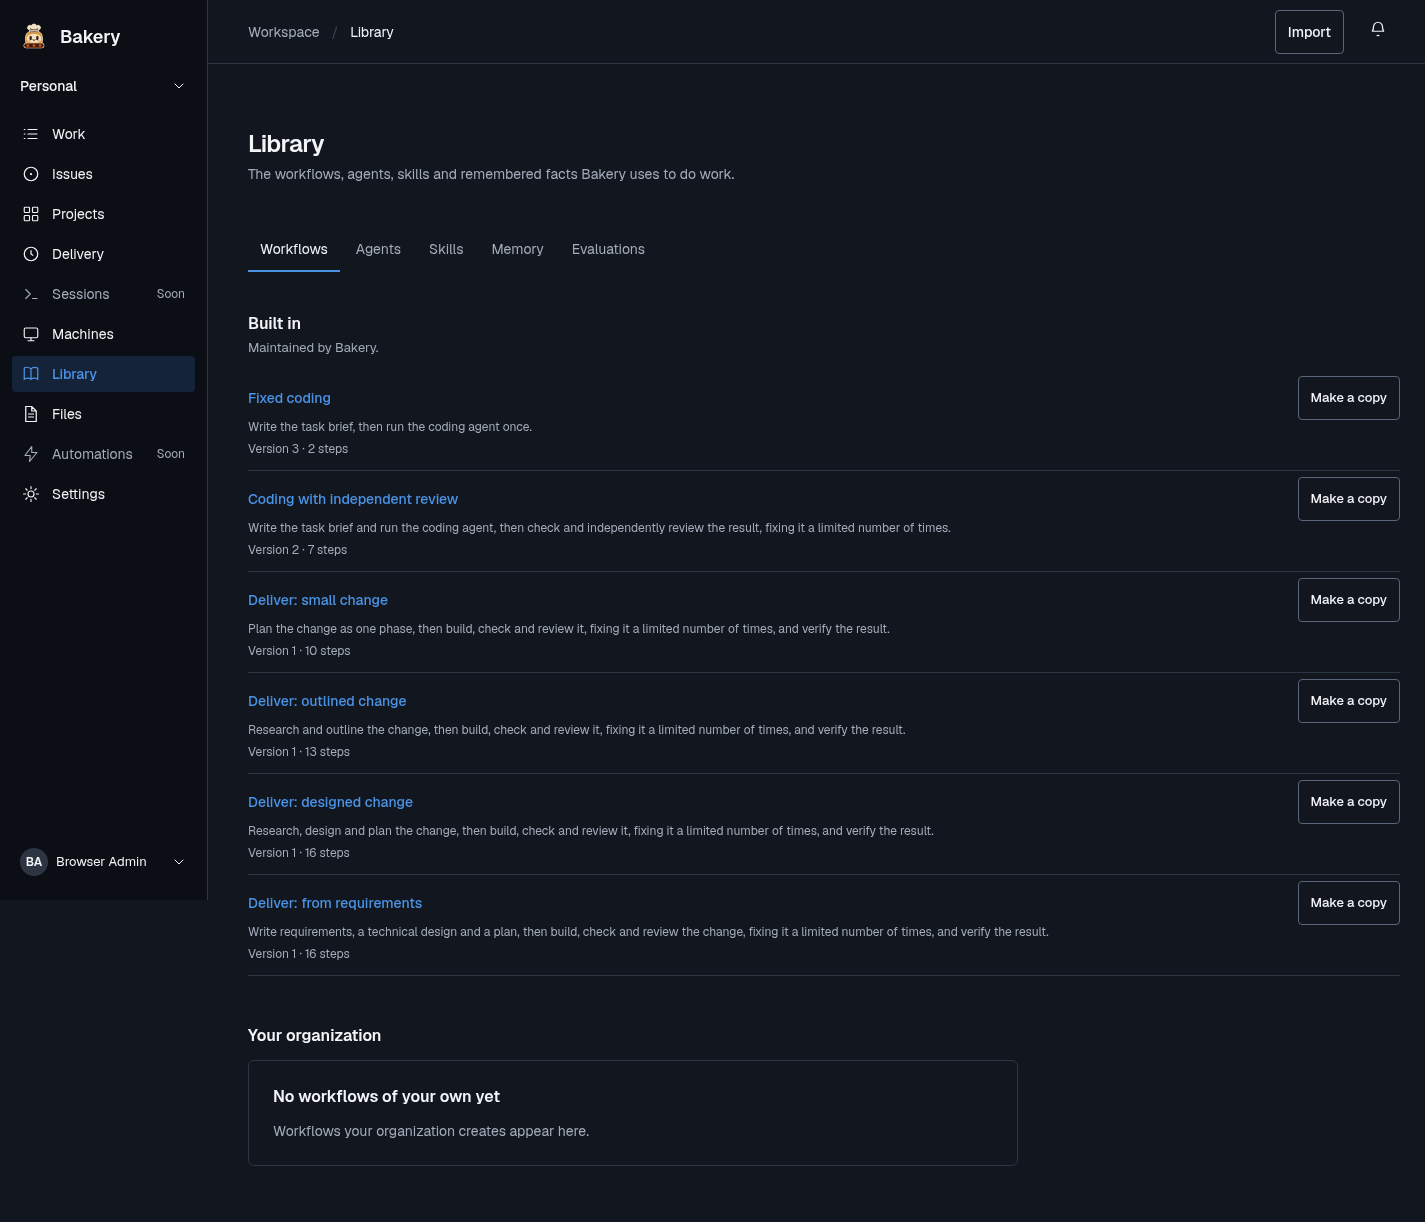 Bakery
Personal
Work
Issues
Projects
Delivery
Sessions Soon
Machines
Library
Files
Automations Soon
Settings
BA Browser Admin
Workspace / Library
Import
Library
The workflows, agents, skills and remembered facts Bakery uses to do work.
Workflows Agents Skills Memory Evaluations
Built in
Maintained by Bakery.
Fixed coding
Make a copy
Write the task brief, then run the coding agent once.
Version 3 · 2 steps
Coding with independent review
Make a copy
Write the task brief and run the coding agent, then check and independently review the result, fixing it a limited number of times.
Version 2 · 7 steps
Deliver: small change
Make a copy
Plan the change as one phase, then build, check and review it, fixing it a limited number of times, and verify the result.
Version 1 · 10 steps
Deliver: outlined change
Make a copy
Research and outline the change, then build, check and review it, fixing it a limited number of times, and verify the result.
Version 1 · 13 steps
Deliver: designed change
Make a copy
Research, design and plan the change, then build, check and review it, fixing it a limited number of times, and verify the result.
Version 1 · 16 steps
Deliver: from requirements
Make a copy
Write requirements, a technical design and a plan, then build, check and review the change, fixing it a limited number of times, and verify the result.
Version 1 · 16 steps
Your organization
No workflows of your own yet
Workflows your organization creates appear here.